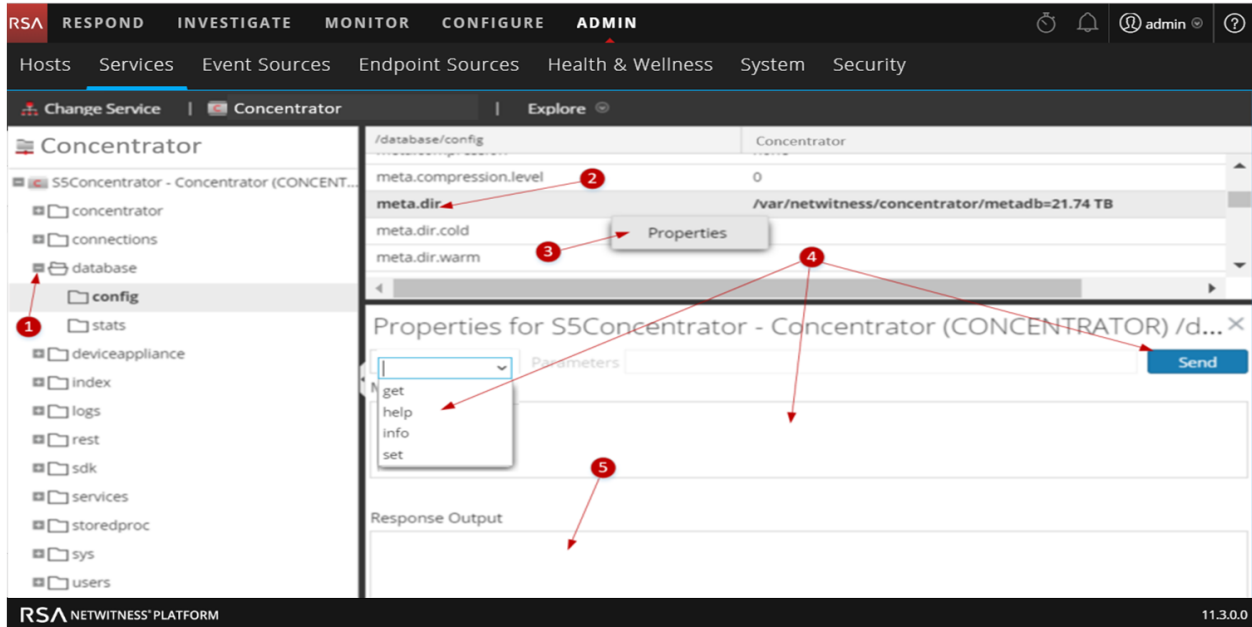 RSA RESPOND INVESTIGATE MONITOR CONFIGURE ADMIN admin ?
Hosts Services Event Sources Endpoint Sources Health & Wellness System Security
Change Service | C Concentrator | Explore
Concentrator
S5Concentrator - Concentrator (CONCENT...
concentrator
connections
database
config
1
stats
deviceappliance
index
logs
rest
sdk
services
storedproc
sys
users
/database/config Concentrator
meta.compression none
meta.compression.level 2 0
meta.dir /var/netwitness/concentrator/metadb=21.74 TB
meta.dir.cold
3 Properties
4
meta.dir.warm
Properties for S5Concentrator - Concentrator (CONCENTRATOR) /d... ×
Parameters Send
get
help
info
set
5
Response Output
RSA NETWITNESS® PLATFORM 11.3.0.0